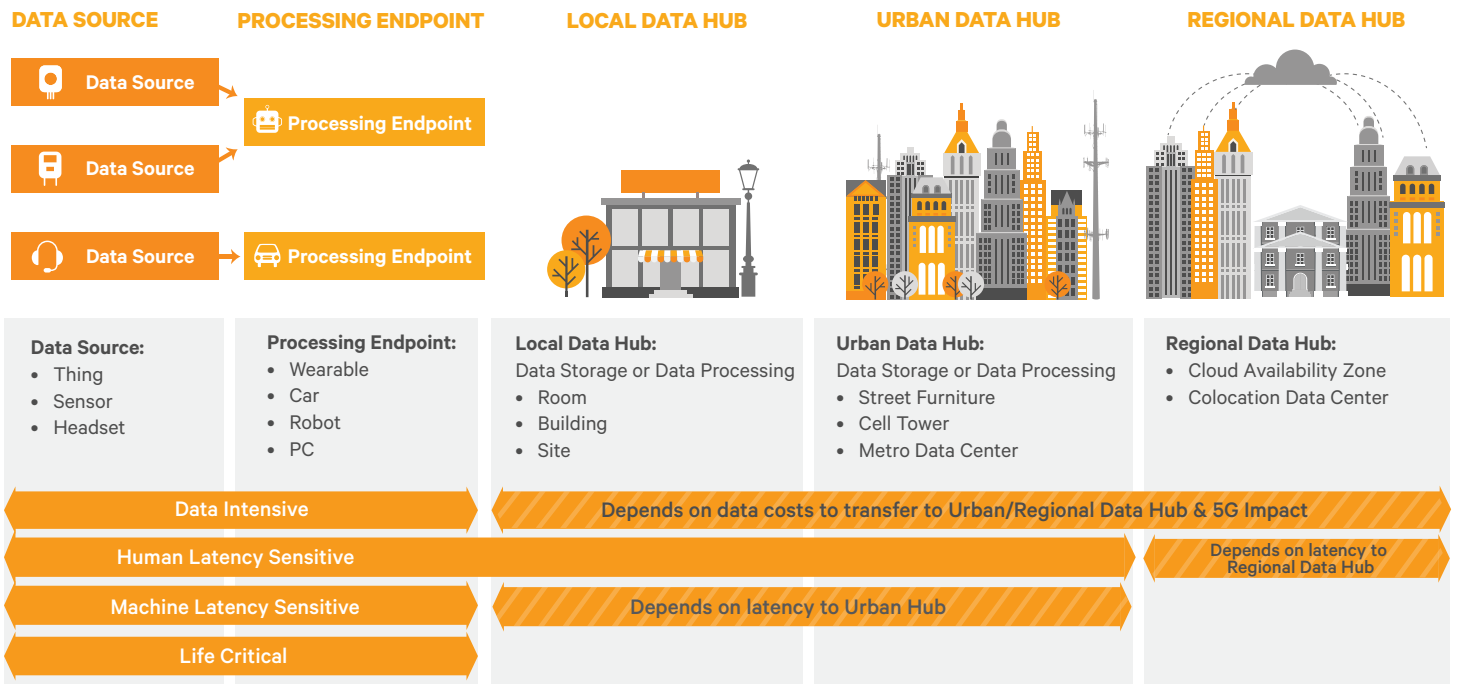 DATA SOURCE
PROCESSING ENDPOINT
LOCAL DATA HUB
URBAN DATA HUB
REGIONAL DATA HUB
Data Source
Data Source
Data Source
Processing Endpoint
Processing Endpoint
Data Source:
• Thing
• Sensor
• Headset
Processing Endpoint:
• Wearable
• Car
• Robot
• PC
Local Data Hub:
Data Storage or Data Processing
• Room
• Building
• Site
Urban Data Hub:
Data Storage or Data Processing
• Street Furniture
• Cell Tower
• Metro Data Center
Regional Data Hub:
• Cloud Availability Zone
• Colocation Data Center
Data Intensive
Depends on data costs to transfer to Urban/Regional Data Hub & 5G Impact
Human Latency Sensitive
Depends on latency to
Regional Data Hub
Machine Latency Sensitive
Depends on latency to Urban Hub
Life Critical